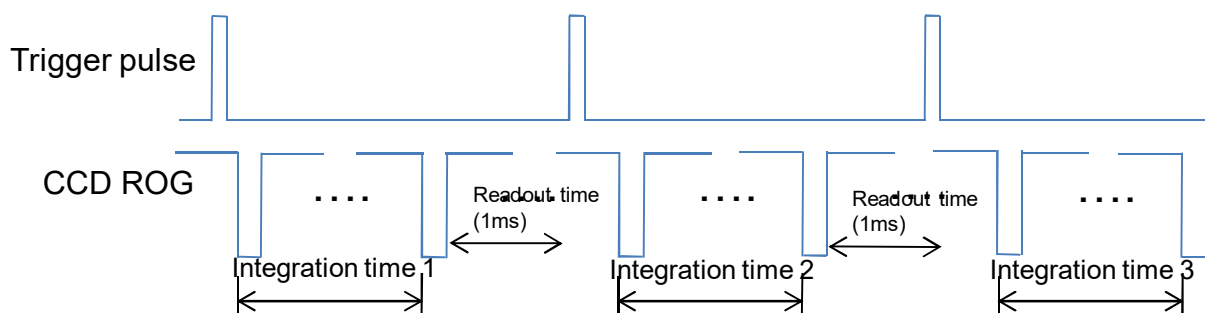 Trigger pulse
CCD ROG
....
Readout time
....
(1ms)
....
Readout time
....
(1ms)
....
Integration time 1
Integration time 2
Integration time 3